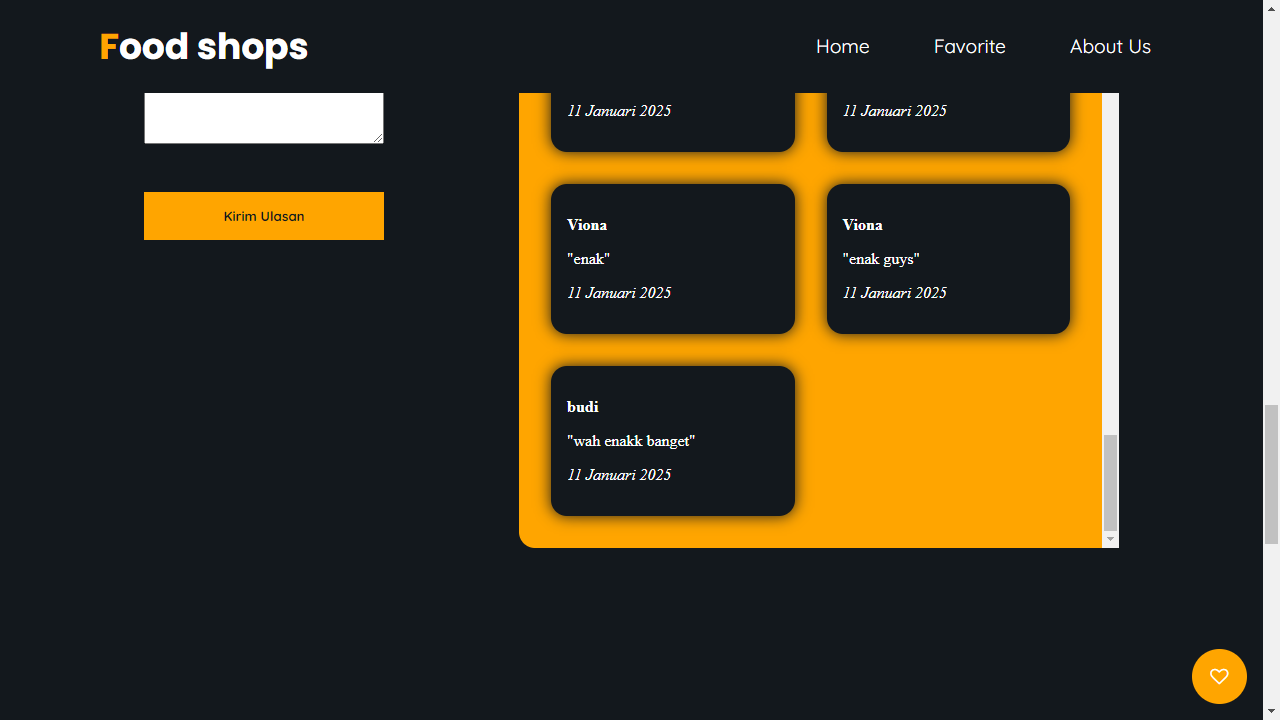 Food shops
Home
Favorite
About Us
11 Januari 2025
11 Januari 2025
Kirim Ulasan
Viona
"enak"
11 Januari 2025
Viona
"enak guys"
11 Januari 2025
budi
"wah enakk banget"
11 Januari 2025